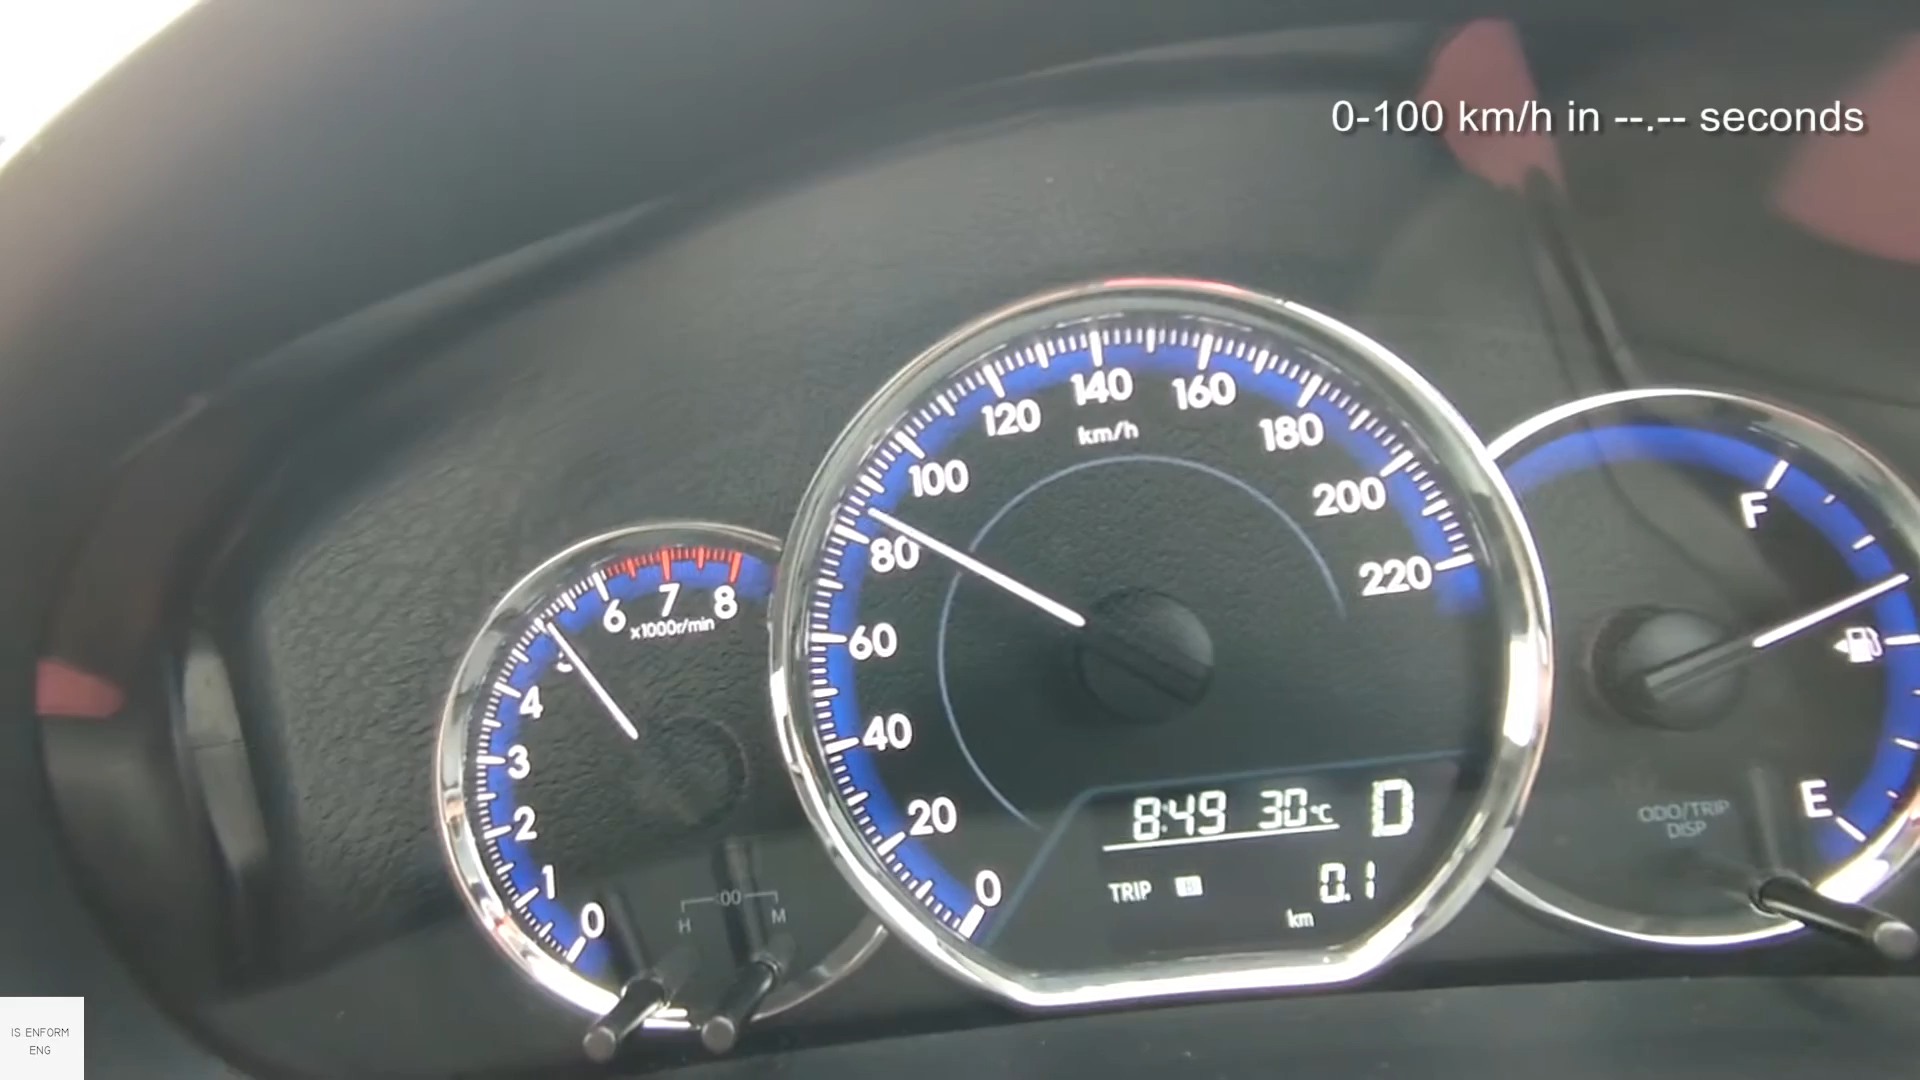 0-100 km/h in --.-- seconds
0 20 40 60 80 100 120 140 160 180 200 220
km/h
0 1 2 3 4 6 7 8
x1000r/min
F
E
8:49 30°C D
TRIP B 0.1
km
:00
H M
ODO/TRIP
DISP
IS ENFORM
ENG